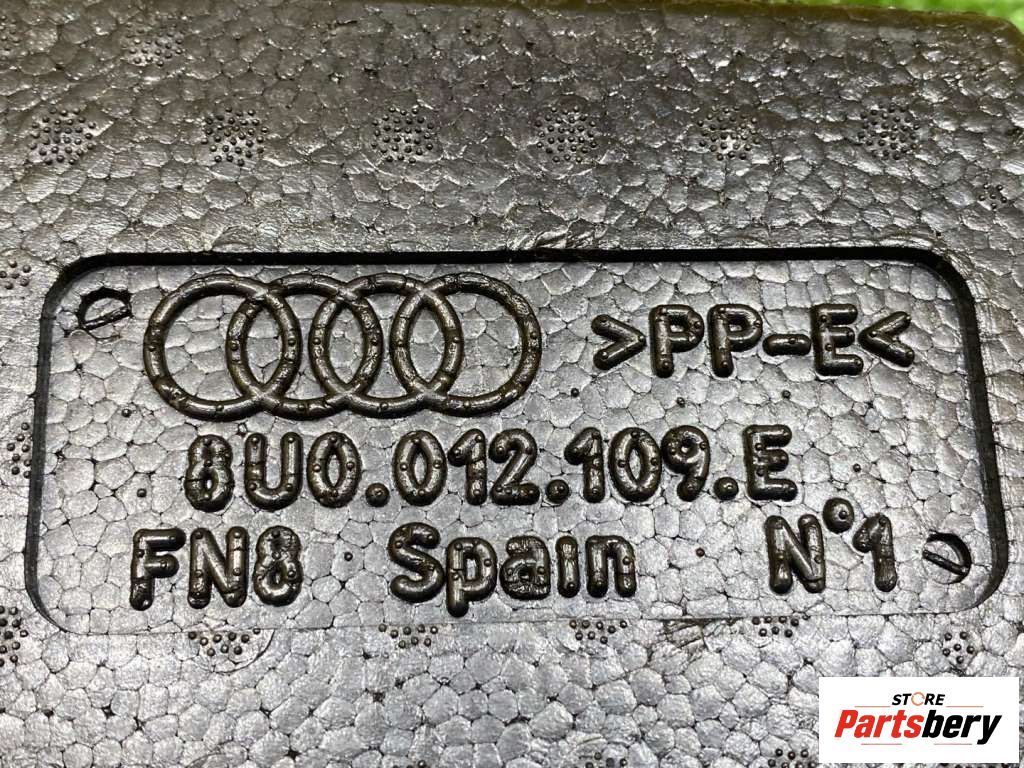 >PP-E<
8U0.012.109.E
FN8 Spain N°1
STORE
Partsbery